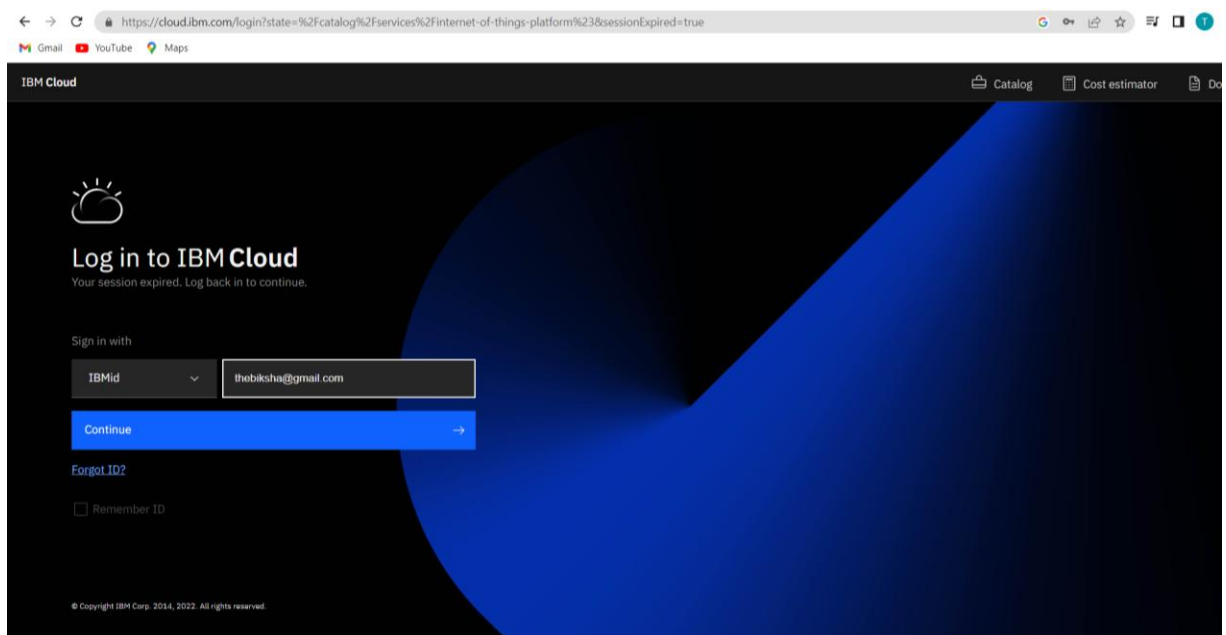 https://cloud.ibm.com/login?state=%2Fcatalog%2Fservices%2Finternet-of-things-platform%23&sessionExpired=true
Gmail YouTube Maps
IBM Cloud Catalog Cost estimator Do
Log in to IBM Cloud
Your session expired. Log back in to continue.
Sign in with
IBMid thebiksha@gmail.com
Continue
Forgot ID?
Remember ID
© Copyright IBM Corp. 2014, 2022. All rights reserved.